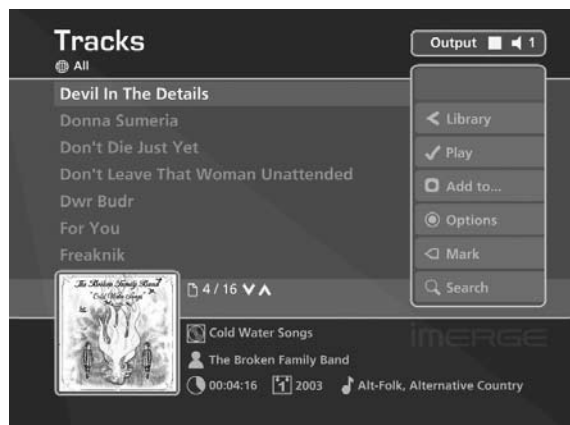 Tracks
All
Output 1
Devil In The Details
Donna Sumeria
Don't Die Just Yet
Don't Leave That Woman Unattended
Dwr Budr
For You
Freaknik
Library
Play
Add to...
Options
Mark
Search
The Broken Family Band
"Cold Water Songs"
4 / 16
Cold Water Songs
The Broken Family Band
00:04:16 1 2003 Alt-Folk, Alternative Country
imerge